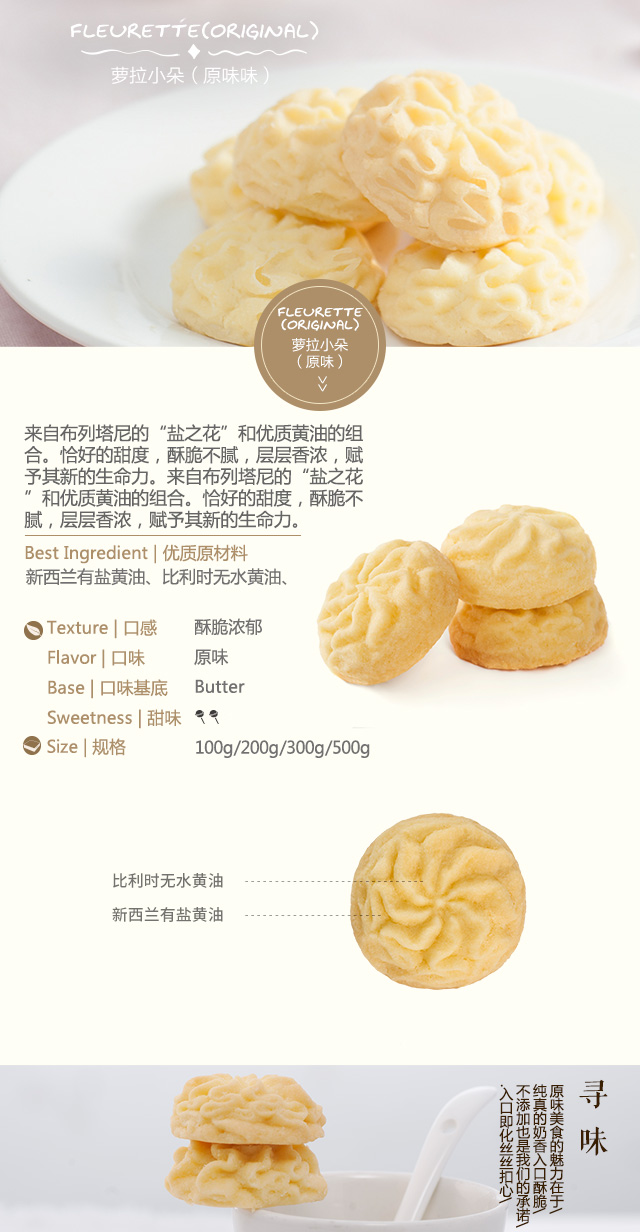 FLEURETTE(ORIGINAL)
萝拉小朵（原味味）
FLEURETTE
(ORIGINAL)
萝拉小朵
（原味）
来自布列塔尼的“盐之花”和优质黄油的组
合。恰好的甜度，酥脆不腻，层层香浓，赋
予其新的生命力。来自布列塔尼的“盐之花
”和优质黄油的组合。恰好的甜度，酥脆不
腻，层层香浓，赋予其新的生命力。
Best Ingredient | 优质原材料
新西兰有盐黄油、比利时无水黄油、
Texture | 口感 酥脆浓郁
Flavor | 口味 原味
Base | 口味基底 Butter
Sweetness | 甜味
Size | 规格 100g/200g/300g/500g
比利时无水黄油
新西兰有盐黄油
寻味
原味美食的魅力在于/
纯真的奶香入口酥脆/
不添加也是我们的承诺/
.入口即化丝丝扣心/